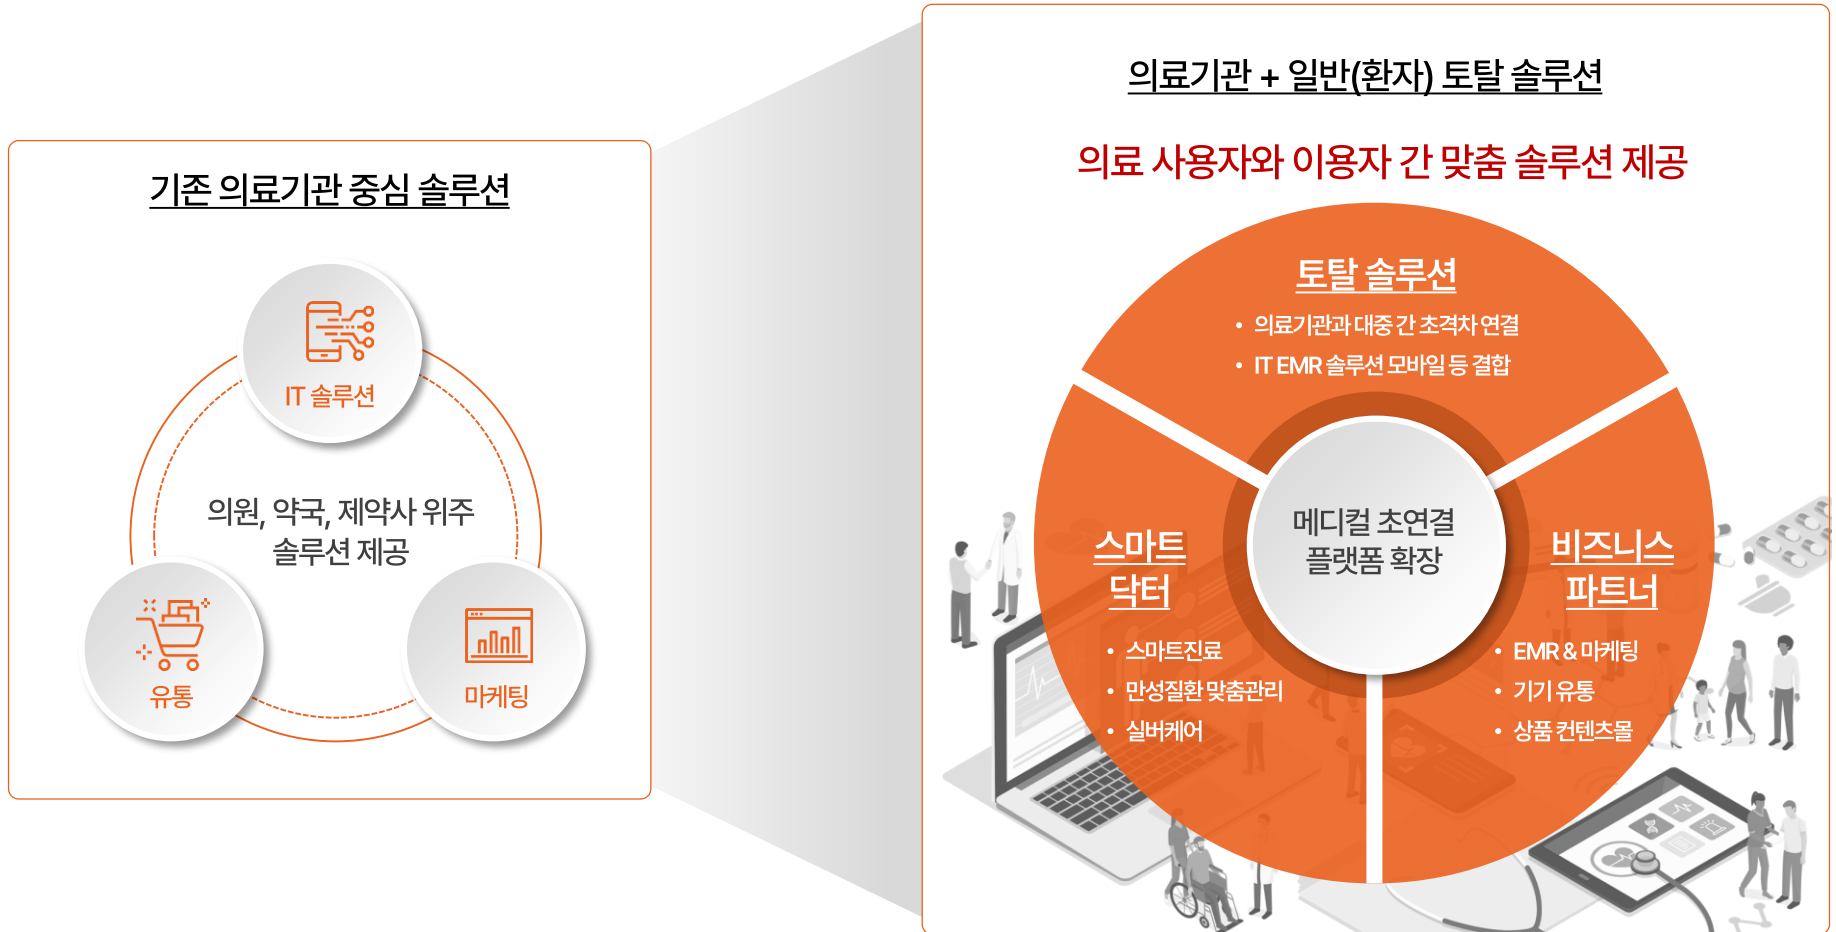 기존 의료기관 중심 솔루션
IT 솔루션
의원, 약국, 제약사 위주
솔루션 제공
유통
마케팅
의료기관 + 일반(환자) 토탈 솔루션
의료 사용자와 이용자 간 맞춤 솔루션 제공
토탈 솔루션
• 의료기관과 대중 간 초격차 연결
• IT EMR 솔루션 모바일 등 결합
메디컬 초연결
플랫폼 확장
스마트
닥터
• 스마트진료
• 만성질환 맞춤관리
• 실버케어
비즈니스
파트너
• EMR & 마케팅
• 기기 유통
• 상품 컨텐츠몰